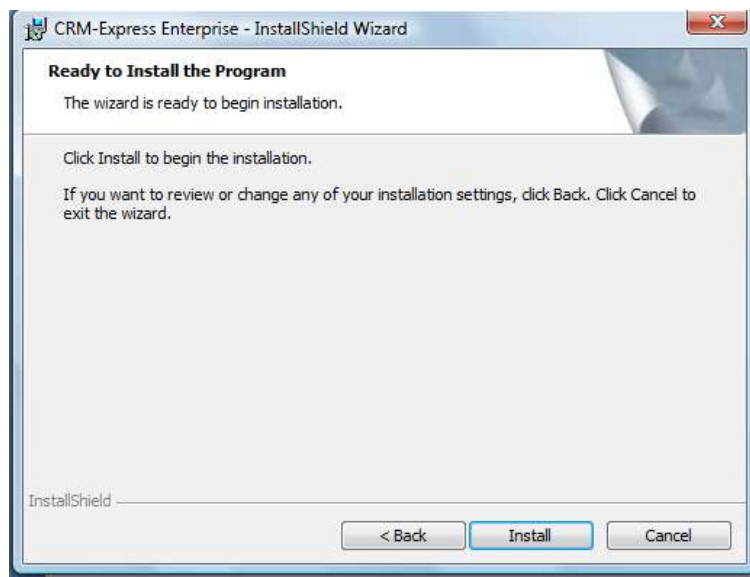 CRM-Express Enterprise - InstallShield Wizard
Ready to Install the Program
The wizard is ready to begin installation.
Click Install to begin the installation.
If you want to review or change any of your installation settings, click Back. Click Cancel to
exit the wizard.
InstallShield
< Back Install Cancel